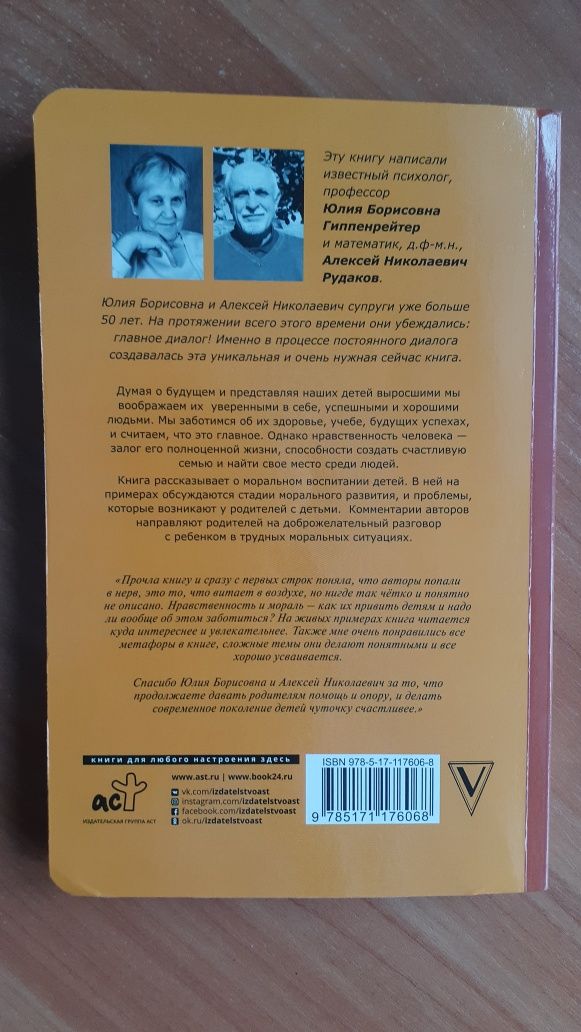 Эту книгу написали
известный психолог,
профессор
Юлия Борисовна
Гиппенрейтер
и математик, д.ф-м.н.,
Алексей Николаевич
Рудаков.
Юлия Борисовна и Алексей Николаевич супруги уже больше
50 лет. На протяжении всего этого времени они убеждались:
главное диалог! Именно в процессе постоянного диалога
создавалась эта уникальная и очень нужная сейчас книга.
Думая о будущем и представляя наших детей выросшими мы
воображаем их уверенными в себе, успешными и хорошими
людьми. Мы заботимся об их здоровье, учебе, будущих успехах,
и считаем, что это главное. Однако нравственность человека —
залог его полноценной жизни, способности создать счастливую
семью и найти свое место среди людей.
Книга рассказывает о моральном воспитании детей. В ней на
примерах обсуждаются стадии морального развития, и проблемы,
которые возникают у родителей с детьми. Комментарии авторов
направляют родителей на доброжелательный разговор
с ребенком в трудных моральных ситуациях.
«Прочла книгу и сразу с первых строк поняла, что авторы попали
в нерв, это то, что витает в воздухе, но нигде так чётко и понятно
не описано. Нравственность и мораль – как их привить детям и надо
ли вообще об этом заботиться? На живых примерах книга читается
куда интереснее и увлекательнее. Также мне очень понравились все
метафоры в книге, сложные темы они делают понятными и все
хорошо усваивается.
Спасибо Юлия Борисовна и Алексей Николаевич за то, что
продолжаете давать родителям помощь и опору, и делать
современное поколение детей чуточку счастливее.»
книги для любого настроения здесь
аст
ИЗДАТЕЛЬСКАЯ ГРУППА АСТ
www.ast.ru | www.book24.ru
vk.com/izdatelstvoast
instagram.com/izdatelstvoast
facebook.com/izdatelstvoast
ok.ru/izdatelstvoast
ISBN 978-5-17-117606-8
9 785171 176068
V